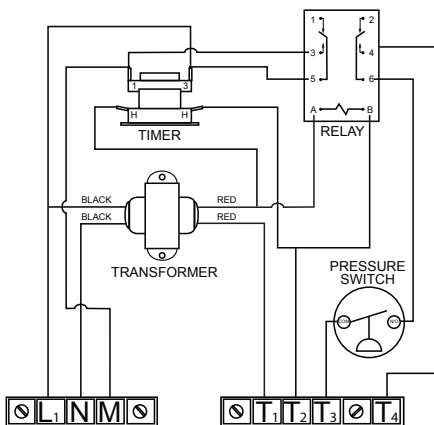 1 2
3 4
5 6
A B
RELAY
1 3
H H
TIMER
BLACK RED
BLACK RED
TRANSFORMER
PRESSURE
SWITCH
COM N/O
L1 N M T1 T2 T3 T4